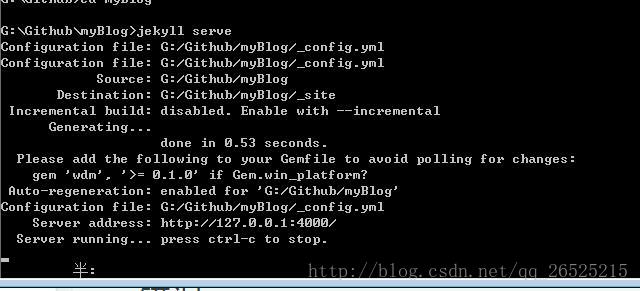 G:\Github>cd myBlog
G:\Github\myBlog>jekyll serve
Configuration file: G:/Github/myBlog/_config.yml
Configuration file: G:/Github/myBlog/_config.yml
Source: G:/Github/myBlog
Destination: G:/Github/myBlog/_site
Incremental build: disabled. Enable with --incremental
Generating...
done in 0.53 seconds.
Please add the following to your Gemfile to avoid polling for changes:
gem 'wdm', '>= 0.1.0' if Gem.win_platform?
Auto-regeneration: enabled for 'G:/Github/myBlog'
Configuration file: G:/Github/myBlog/_config.yml
Server address: http://127.0.0.1:4000/
Server running... press ctrl-c to stop.
半:
http://blog.csdn.net/qq_26525215